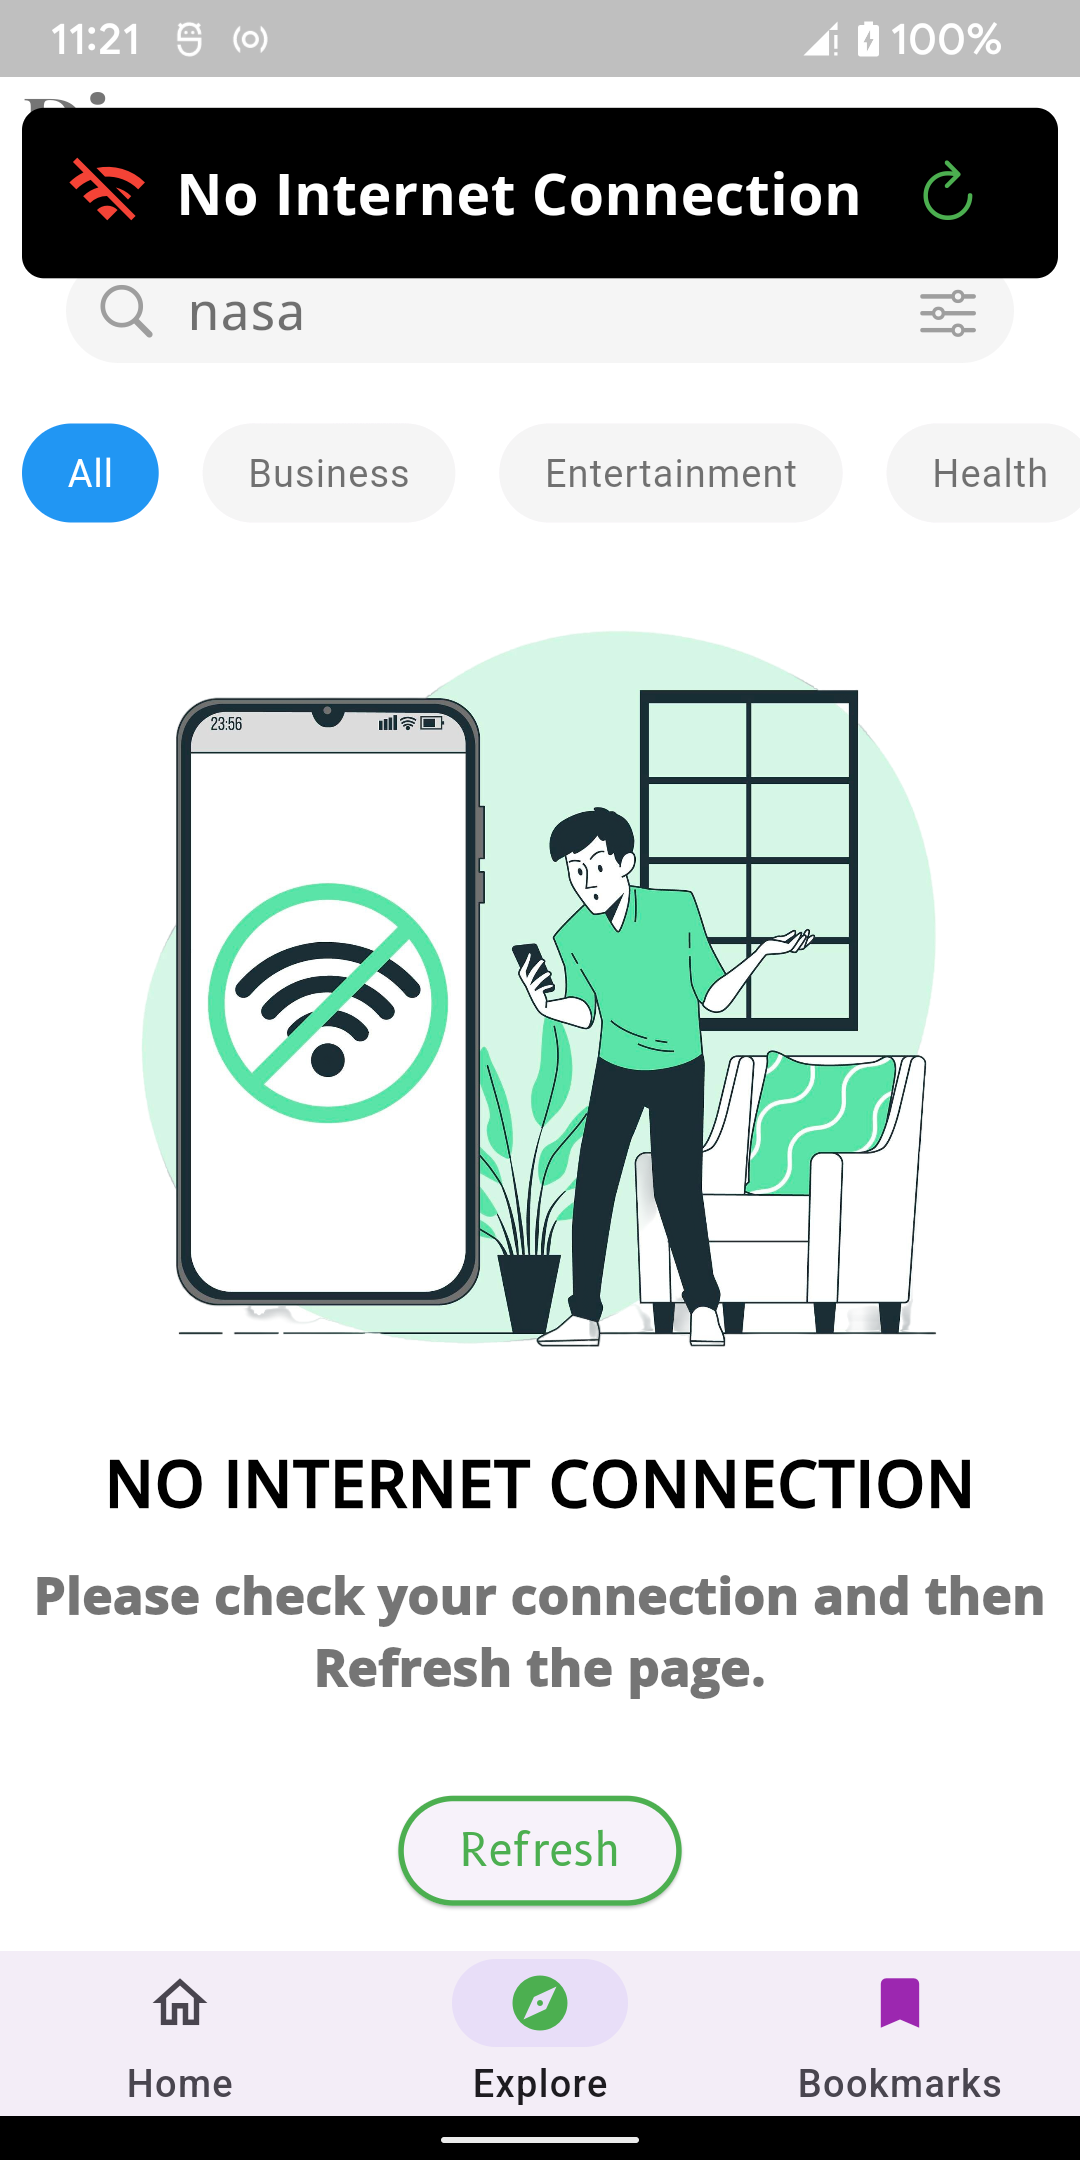 11:21
100%
No Internet Connection
nasa
All Business Entertainment Health
23:56
NO INTERNET CONNECTION
Please check your connection and then
Refresh the page.
Refresh
Home Explore Bookmarks